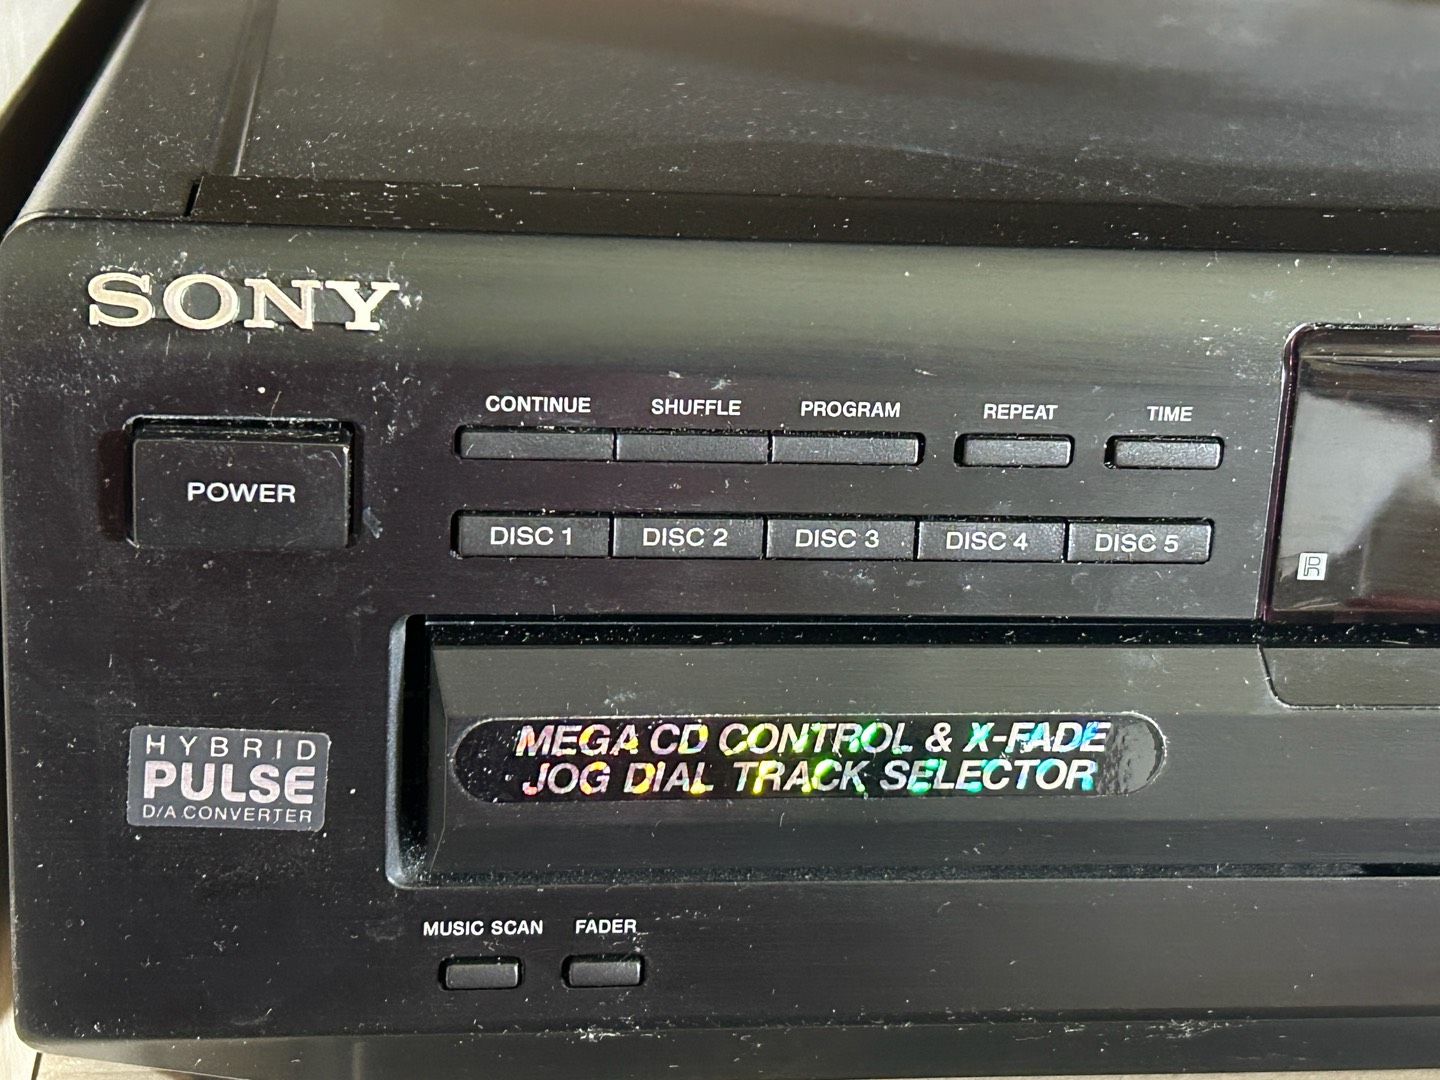 SONY
CONTINUE SHUFFLE PROGRAM REPEAT TIME
POWER
DISC 1 DISC 2 DISC 3 DISC 4 DISC 5
R
HYBRID
PULSE
D/A CONVERTER
MEGA CD CONTROL & X-FADE
JOG DIAL TRACK SELECTOR
MUSIC SCAN FADER